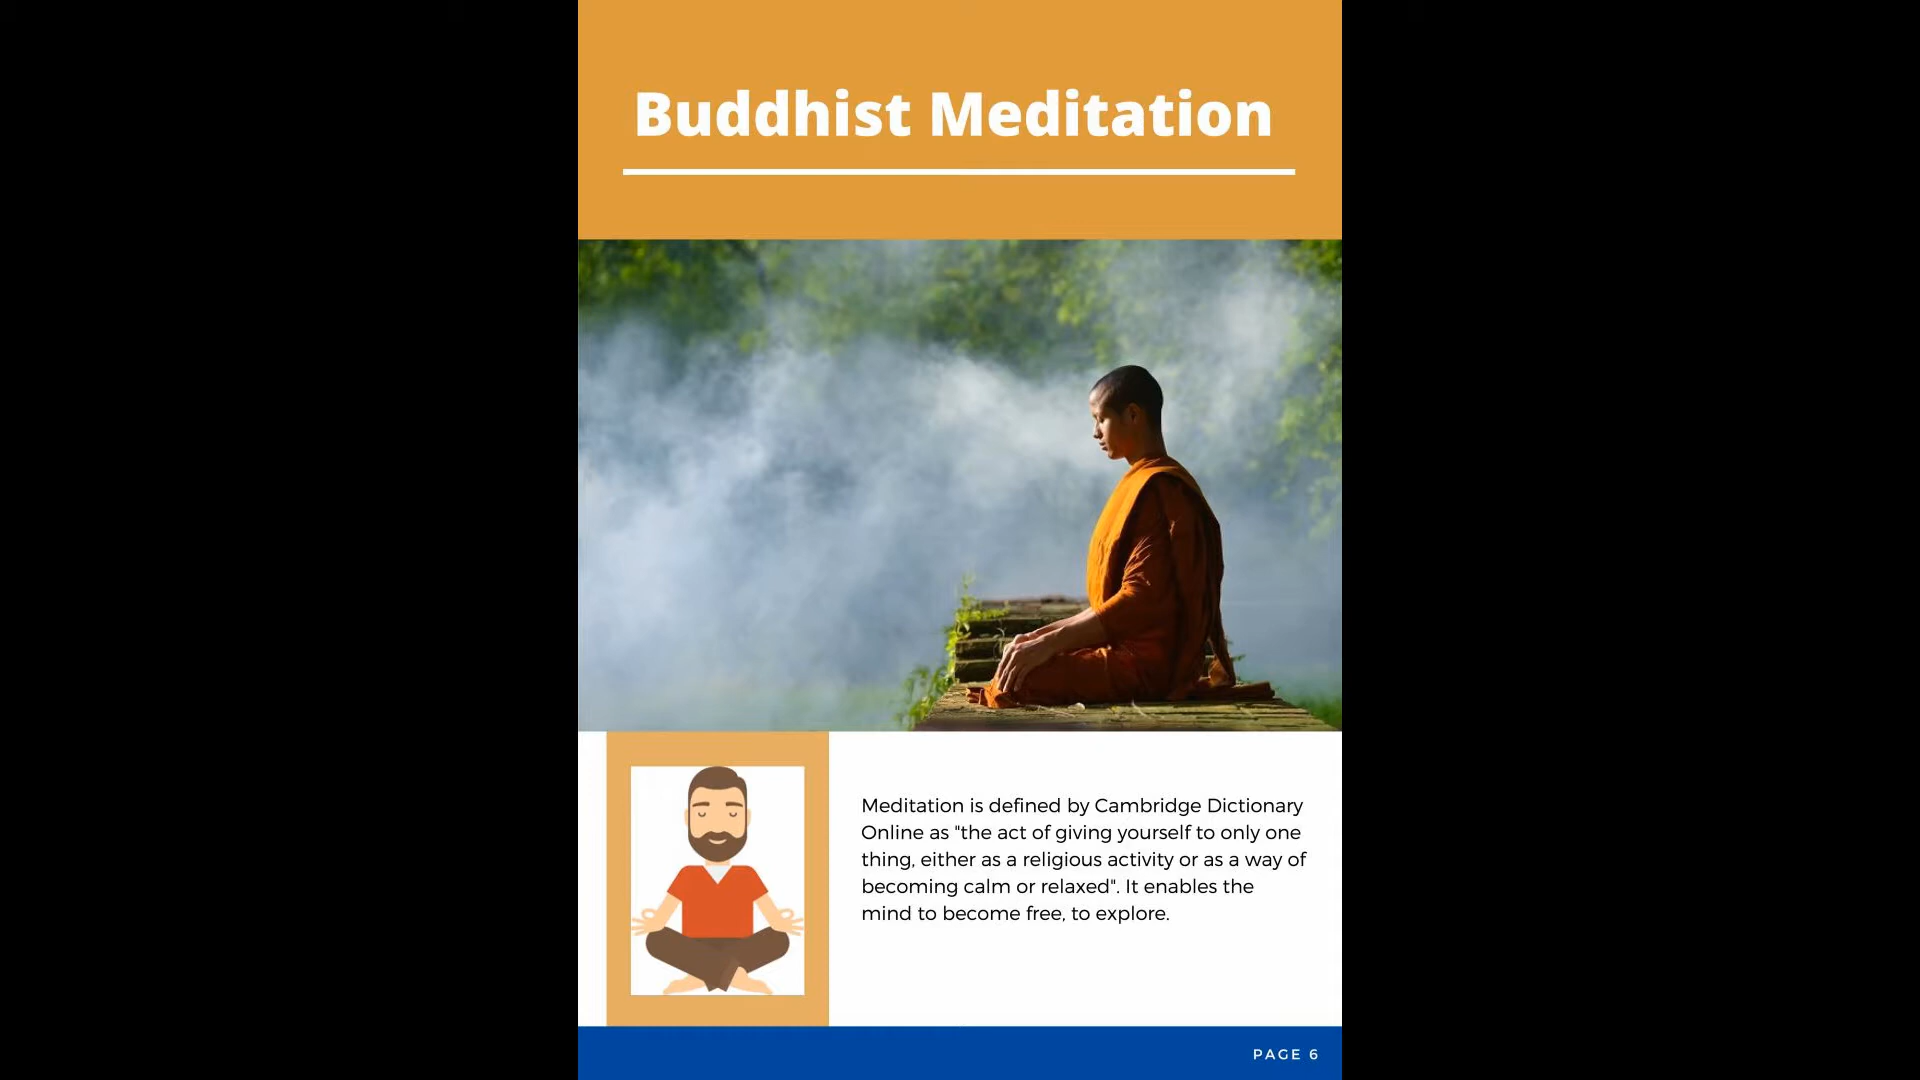 Buddhist Meditation
Meditation is defined by Cambridge Dictionary
Online as "the act of giving yourself to only one
thing, either as a religious activity or as a way of
becoming calm or relaxed". It enables the
mind to become free, to explore.
PAGE 6